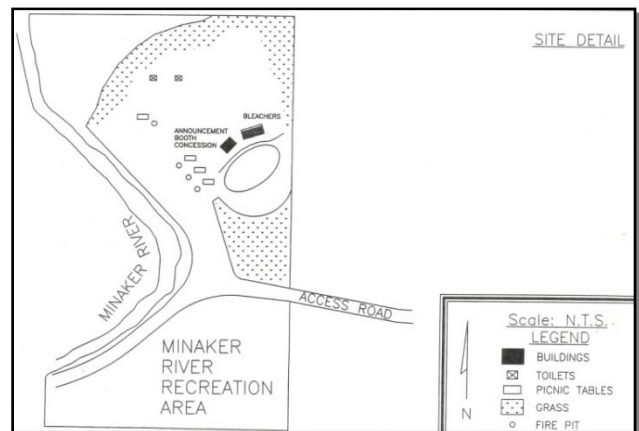 SITE DETAIL
BLEACHERS
ANNOUNCEMENT
BOOTH
CONCESSION
MINAKER RIVER
ACCESS ROAD
MINAKER
RIVER
RECREATION
AREA
Scale: N.T.S.
LEGEND
BUILDINGS
TOILETS
PICNIC TABLES
GRASS
FIRE PIT
N